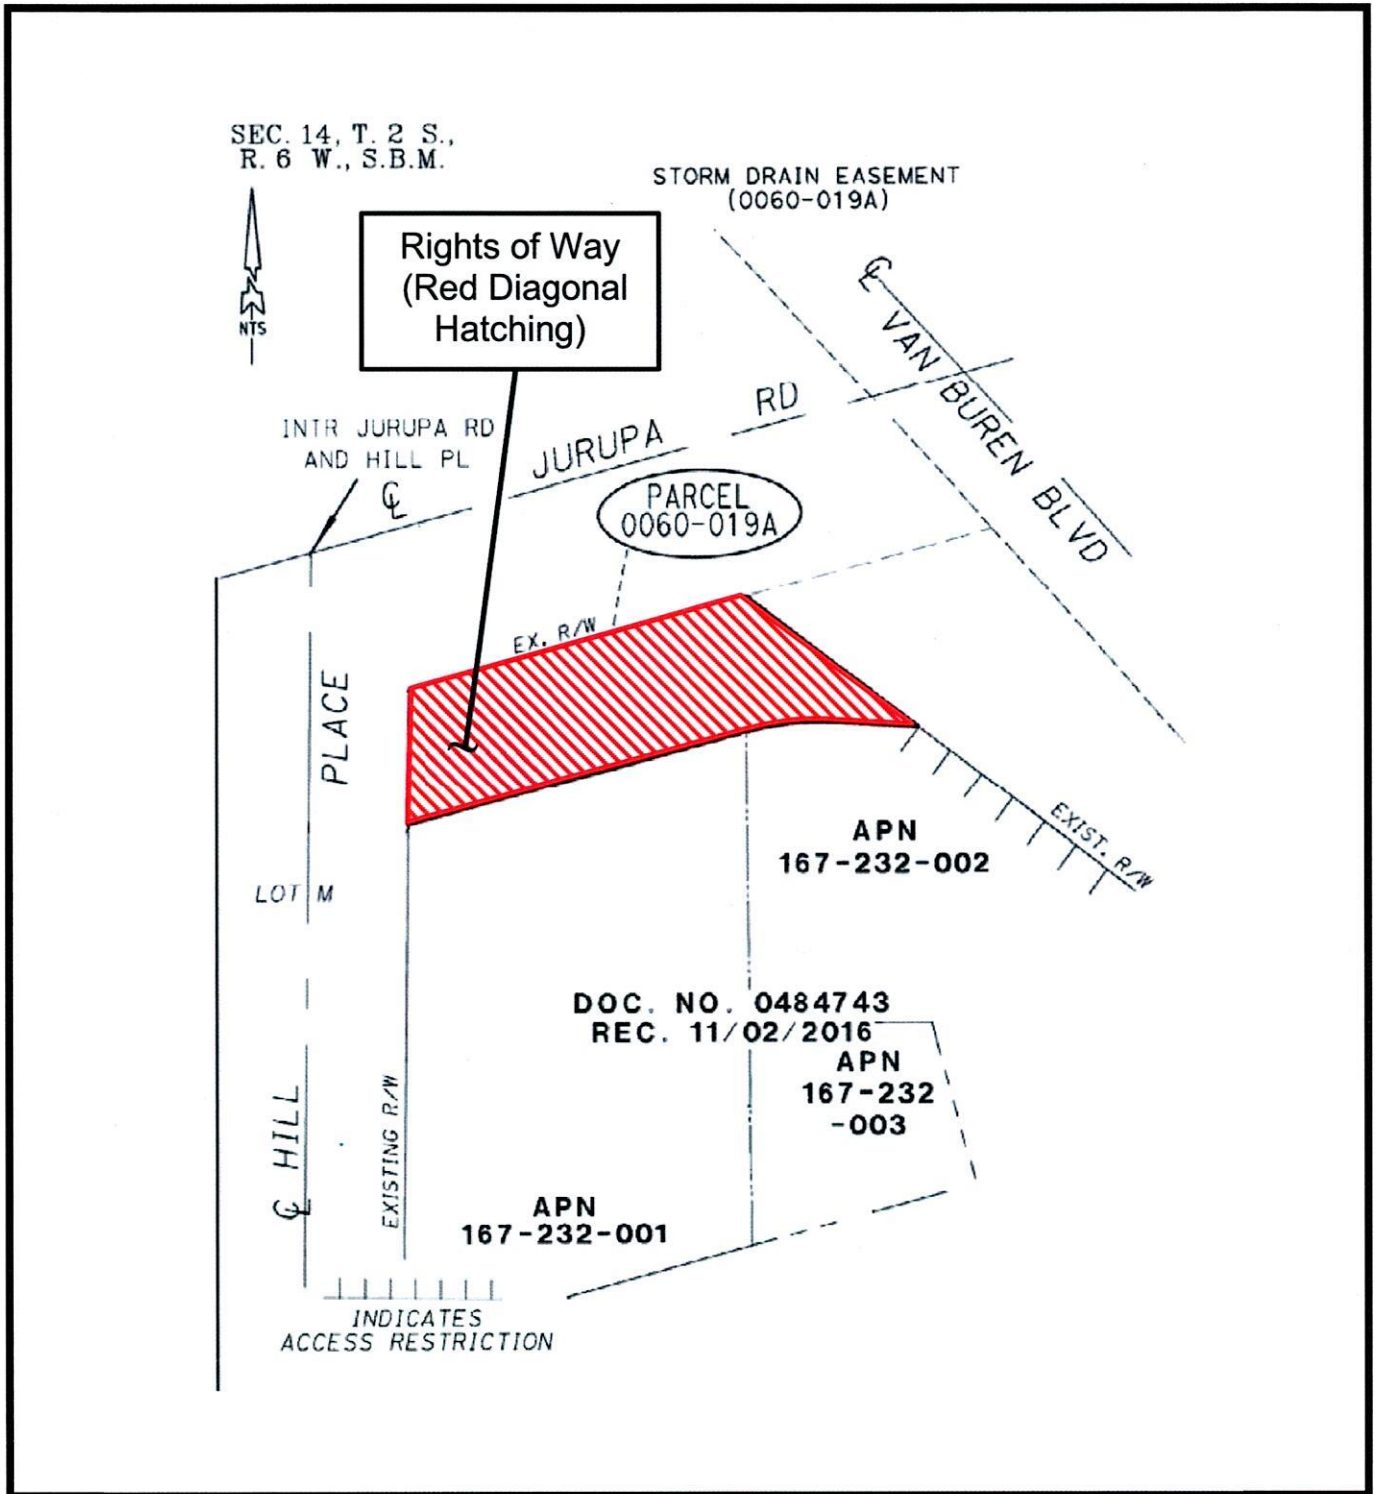 SEC. 14, T. 2 S.,
R. 6 W., S.B.M.
N
NTS
STORM DRAIN EASEMENT
(0060-019A)
Rights of Way
(Red Diagonal
Hatching)
℄ VAN BUREN BLVD
INTR JURUPA RD
AND HILL PL
℄ JURUPA RD
PARCEL
0060-019A
EX. R/W
℄ HILL PLACE
LOT M
APN
167-232-002
EXIST. R/W
DOC. NO. 0484743
REC. 11/02/2016
APN
167-232
-003
EXISTING R/W
APN
167-232-001
INDICATES
ACCESS RESTRICTION